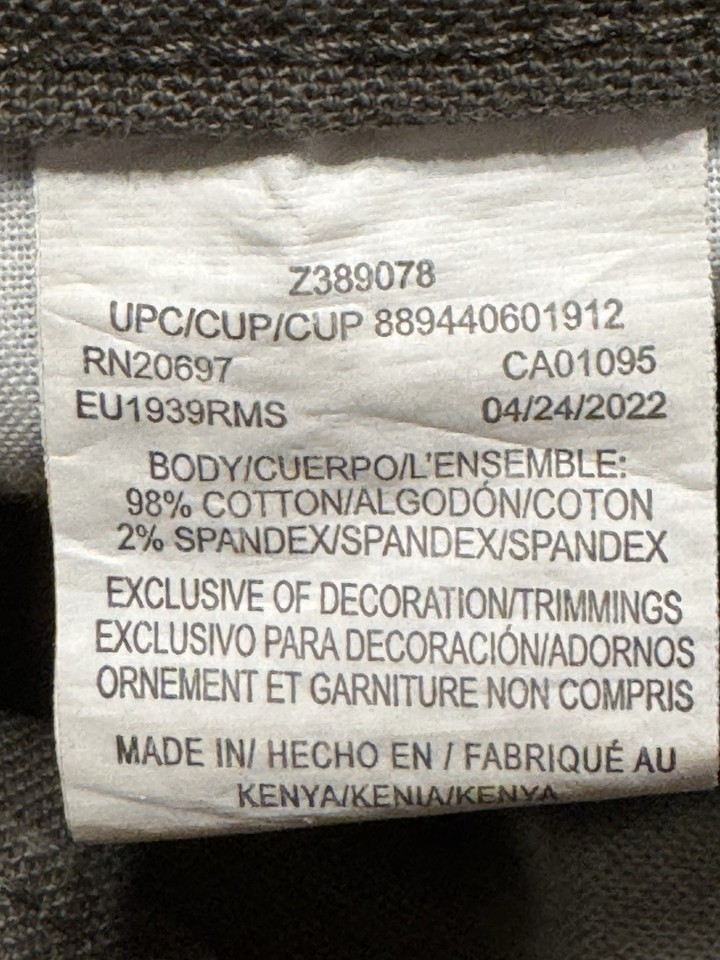 Z389078
UPC/CUP/CUP 889440601912
RN20697 CA01095
EU1939RMS 04/24/2022
BODY/CUERPO/L'ENSEMBLE:
98% COTTON/ALGODÓN/COTON
2% SPANDEX/SPANDEX/SPANDEX
EXCLUSIVE OF DECORATION/TRIMMINGS
EXCLUSIVO PARA DECORACIÓN/ADORNOS
ORNEMENT ET GARNITURE NON COMPRIS
MADE IN/ HECHO EN / FABRIQUÉ AU
KENYA/KENIA/KENYA